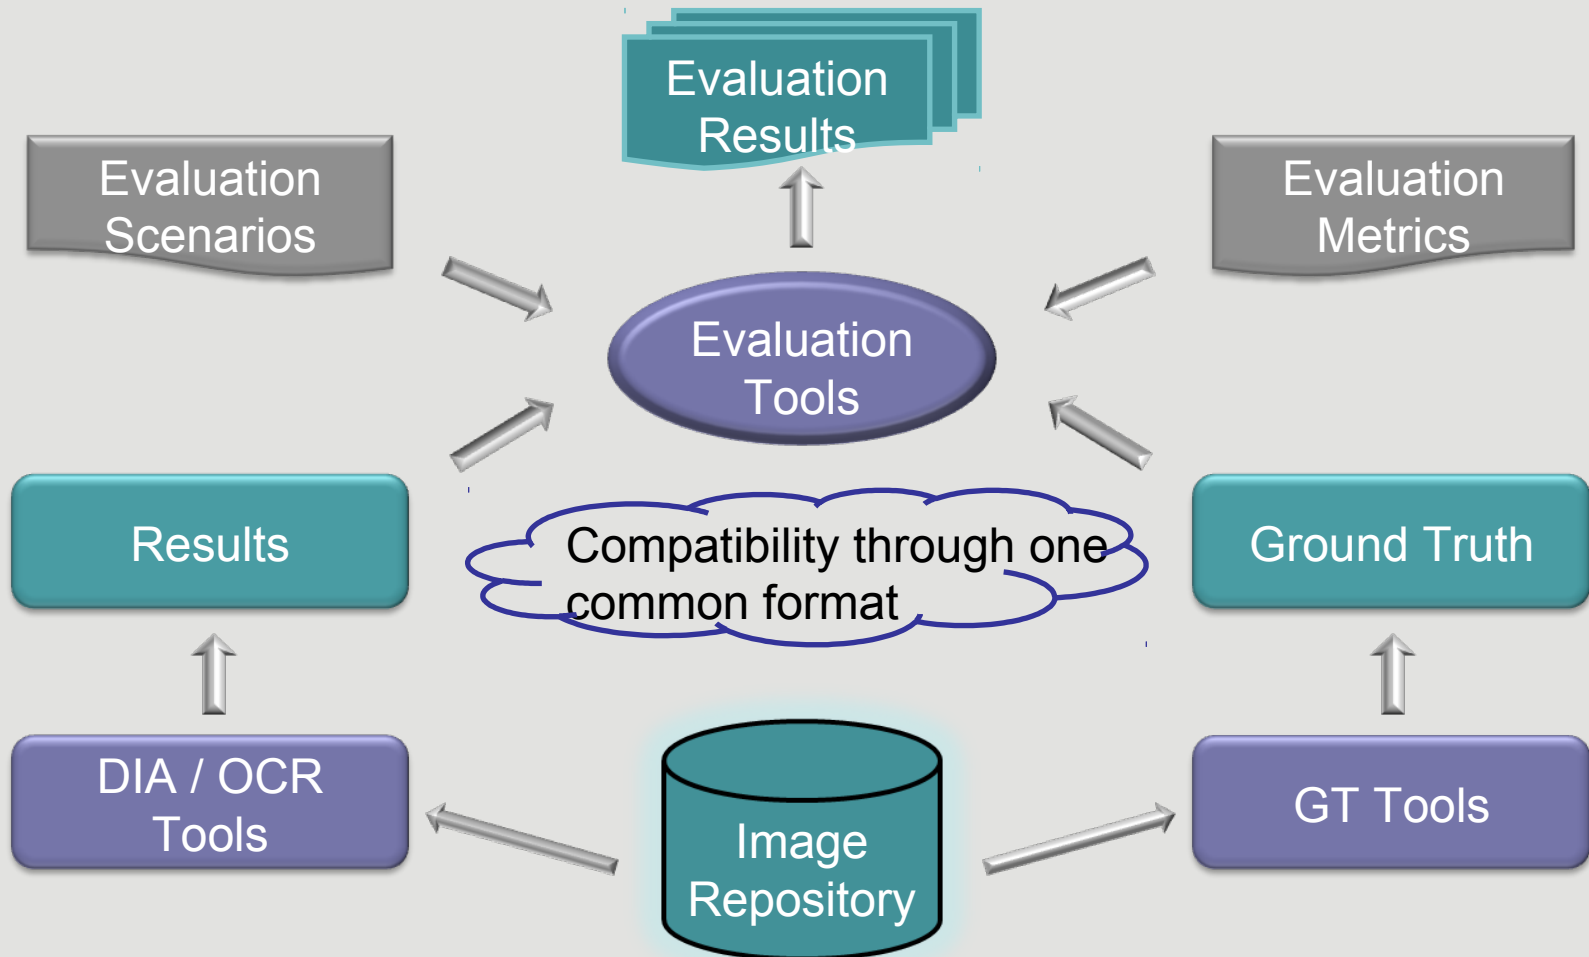 Evaluation
Results
Evaluation
Scenarios
Evaluation
Metrics
Evaluation
Tools
Results
Compatibility through one
common format
Ground Truth
DIA / OCR
Tools
Image
Repository
GT Tools